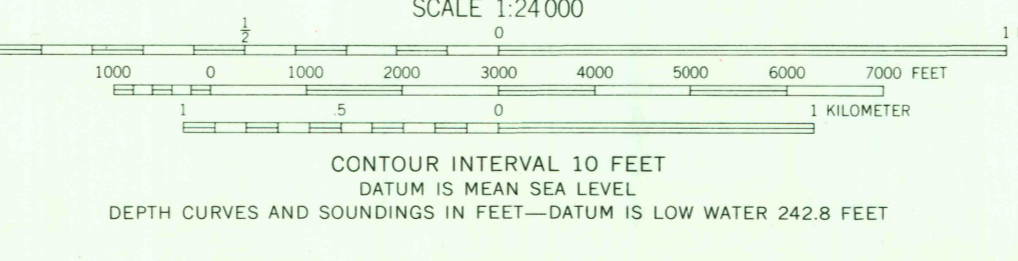 SCALE 1:24 000
½ 0 1
1000 0 1000 2000 3000 4000 5000 6000 7000 FEET
1 .5 0 1 KILOMETER
CONTOUR INTERVAL 10 FEET
DATUM IS MEAN SEA LEVEL
DEPTH CURVES AND SOUNDINGS IN FEET—DATUM IS LOW WATER 242.8 FEET